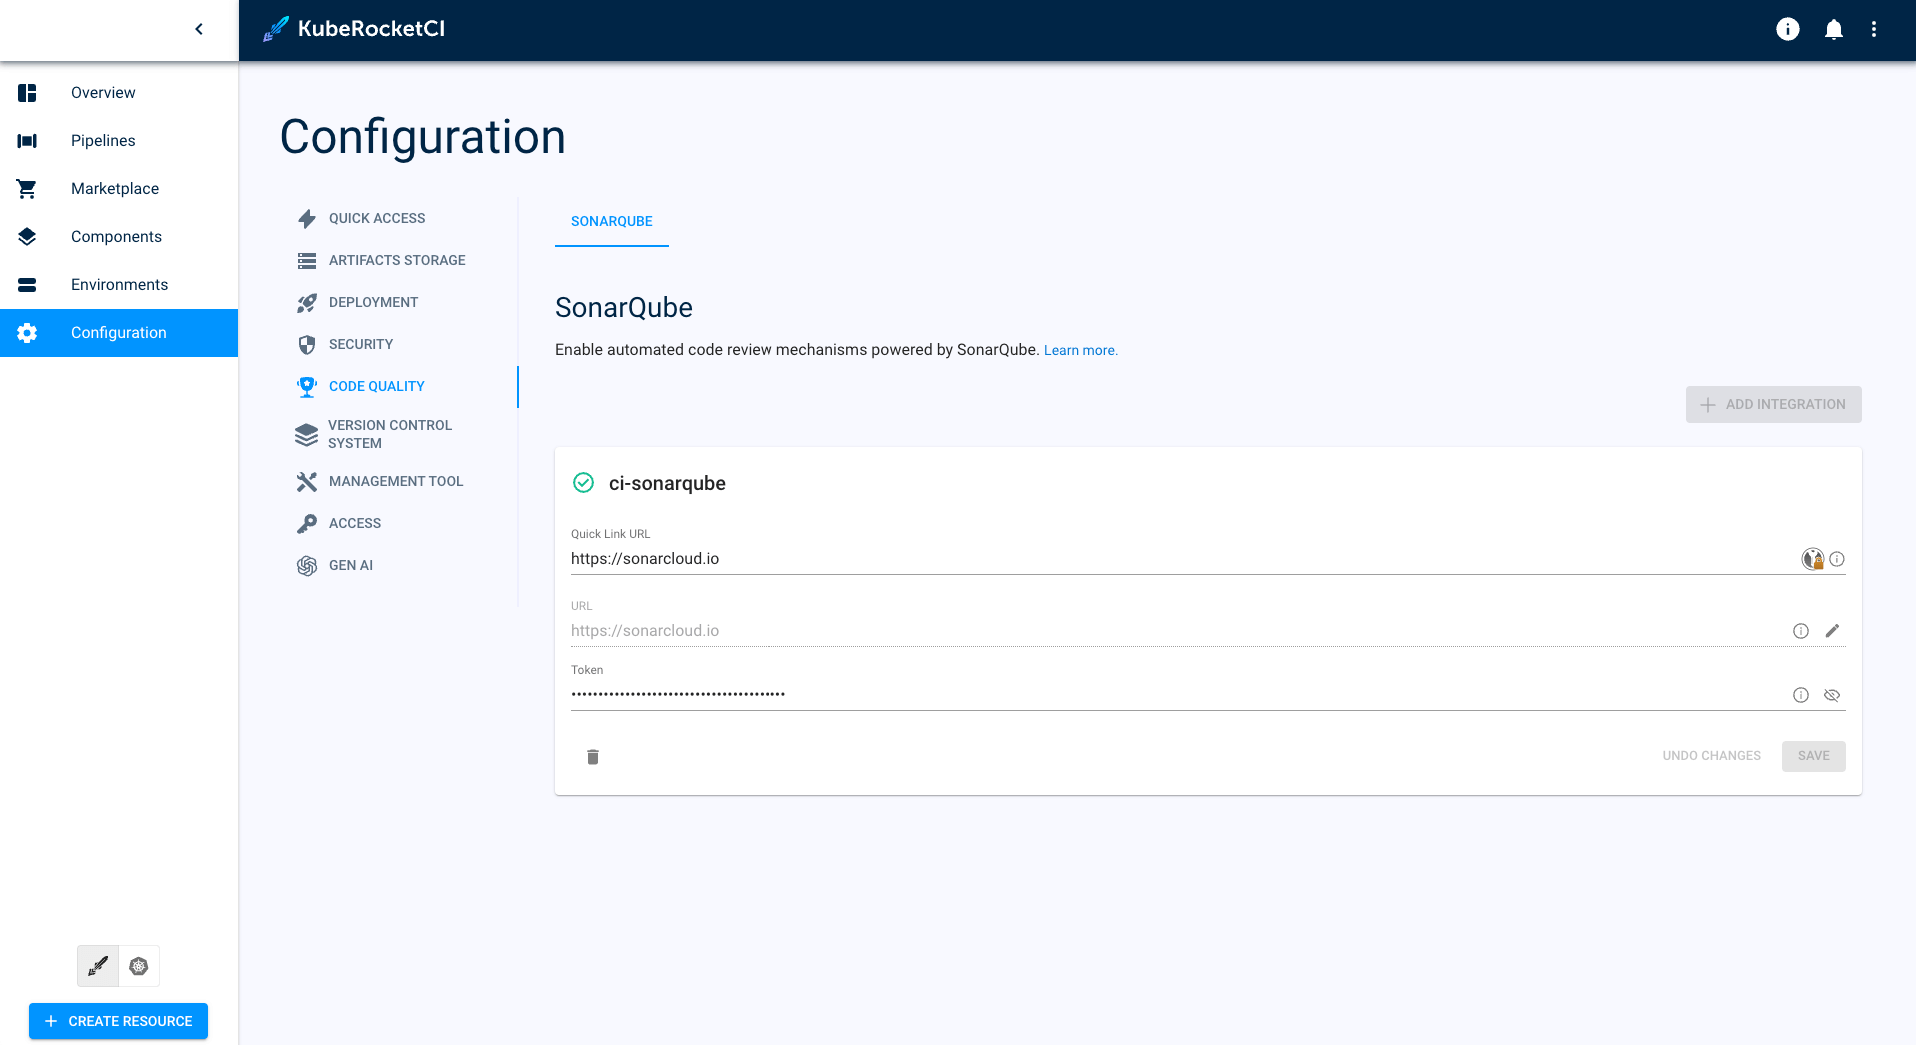 KubeRocketCI
Overview
Pipelines
Marketplace
Components
Environments
Configuration
CREATE RESOURCE
Configuration
QUICK ACCESS
ARTIFACTS STORAGE
DEPLOYMENT
SECURITY
CODE QUALITY
VERSION CONTROL
SYSTEM
MANAGEMENT TOOL
ACCESS
GEN AI
SONARQUBE
SonarQube
Enable automated code review mechanisms powered by SonarQube. Learn more.
ADD INTEGRATION
ci-sonarqube
Quick Link URL
https://sonarcloud.io
URL
https://sonarcloud.io
Token
••••••••••••••••••••••••••••••••••••••••
UNDO CHANGES
SAVE